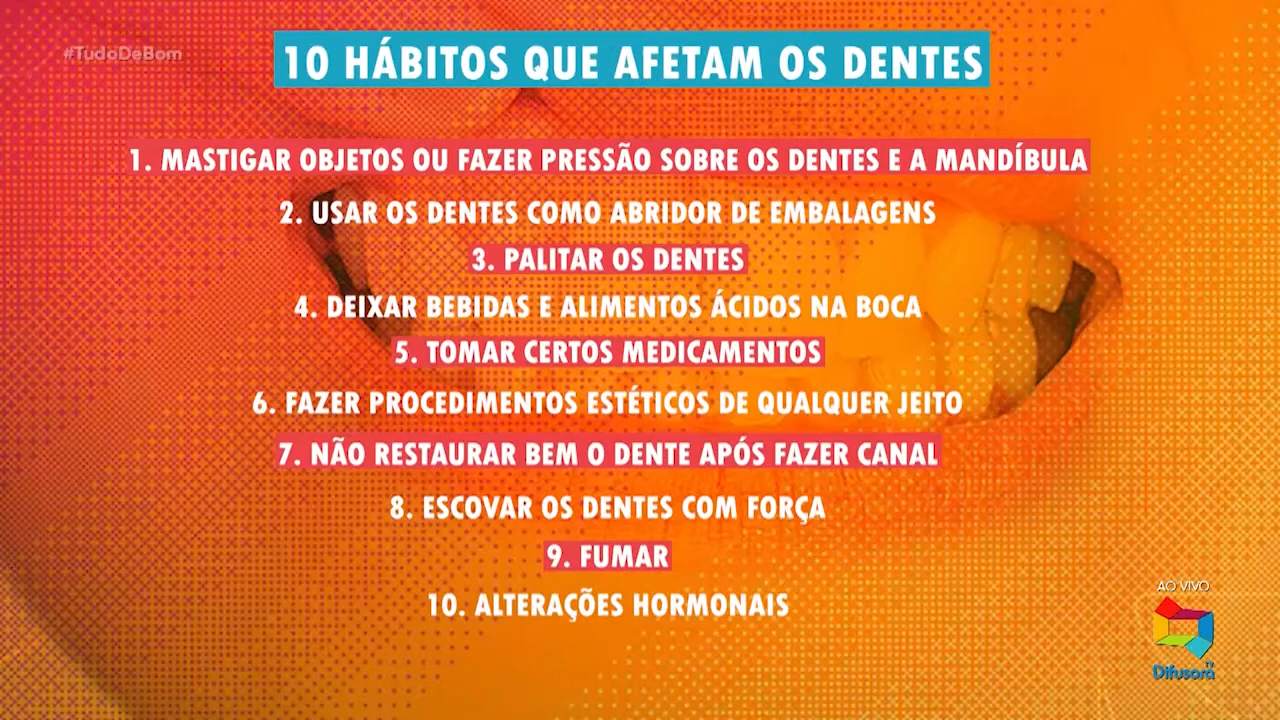 #TudoDeBom
10 HÁBITOS QUE AFETAM OS DENTES
1. MASTIGAR OBJETOS OU FAZER PRESSÃO SOBRE OS DENTES E A MANDÍBULA
2. USAR OS DENTES COMO ABRIDOR DE EMBALAGENS
3. PALITAR OS DENTES
4. DEIXAR BEBIDAS E ALIMENTOS ÁCIDOS NA BOCA
5. TOMAR CERTOS MEDICAMENTOS
6. FAZER PROCEDIMENTOS ESTÉTICOS DE QUALQUER JEITO
7. NÃO RESTAURAR BEM O DENTE APÓS FAZER CANAL
8. ESCOVAR OS DENTES COM FORÇA
9. FUMAR
10. ALTERAÇÕES HORMONAIS
AO VIVO
TV
Difusora